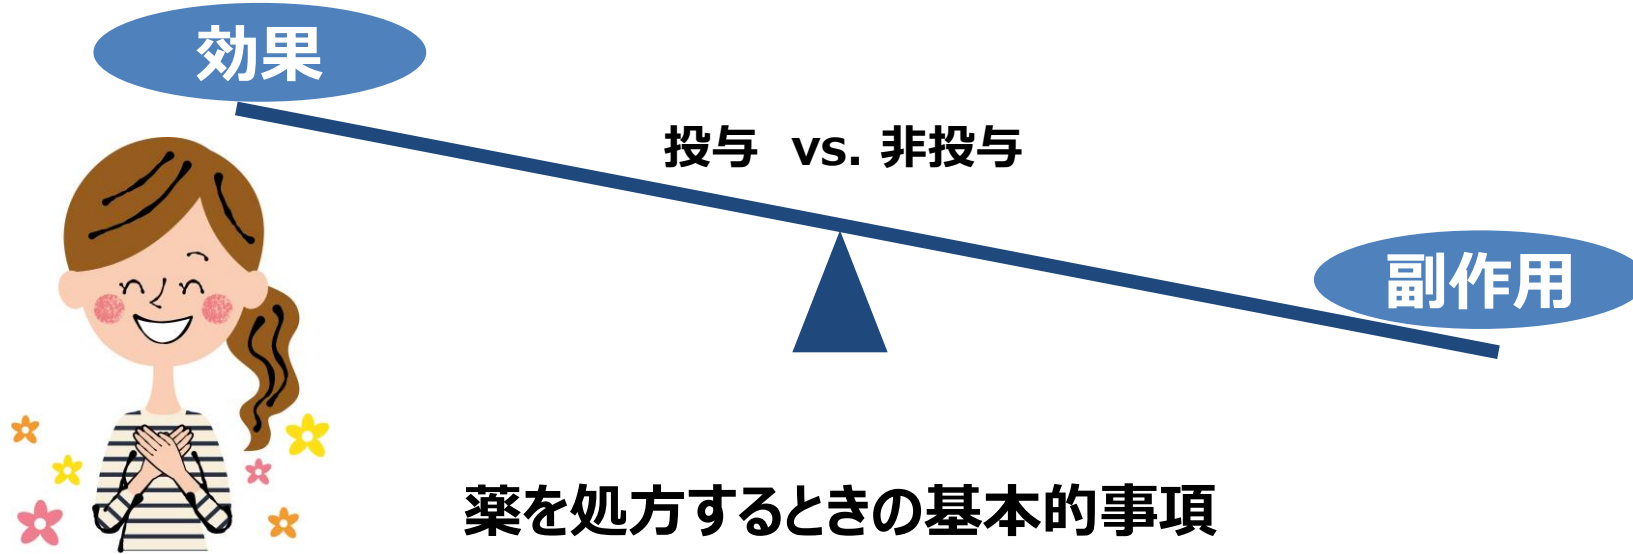 効果
投与 vs. 非投与
副作用
薬を処方するときの基本的事項